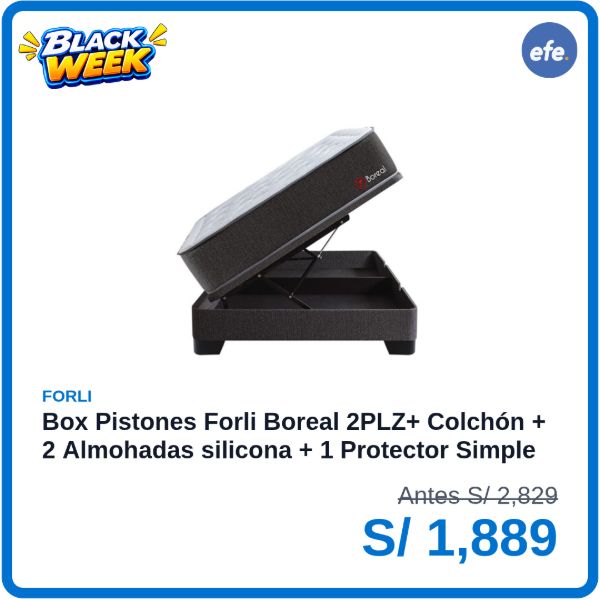 BLACK
WEEK
efe.
Boreal
FORLI
Box Pistones Forli Boreal 2PLZ+ Colchón +
2 Almohadas silicona + 1 Protector Simple
Antes S/ 2,829
S/ 1,889